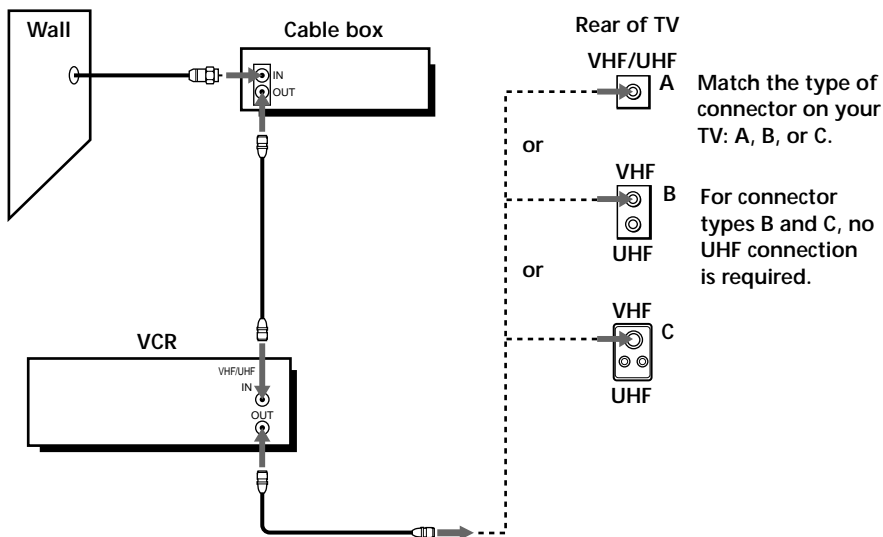 Wall
Cable box
IN
OUT
VCR
VHF/UHF
IN
OUT
Rear of TV
VHF/UHF
A
Match the type of
connector on your
TV: A, B, or C.
or
VHF
B
UHF
For connector
types B and C, no
UHF connection
is required.
or
VHF
C
UHF